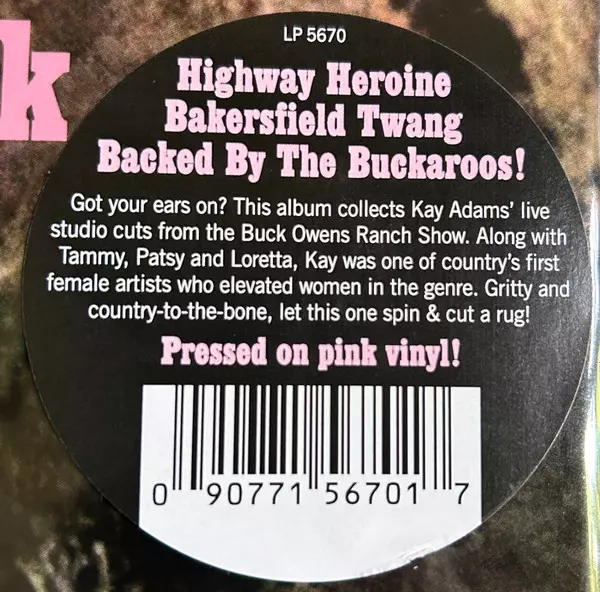 k
LP 5670
Highway Heroine
Bakersfield Twang
Backed By The Buckaroos!
Got your ears on? This album collects Kay Adams' live
studio cuts from the Buck Owens Ranch Show. Along with
Tammy, Patsy and Loretta, Kay was one of country's first
female artists who elevated women in the genre. Gritty and
country-to-the-bone, let this one spin & cut a rug!
Pressed on pink vinyl!
0 90771 56701 7